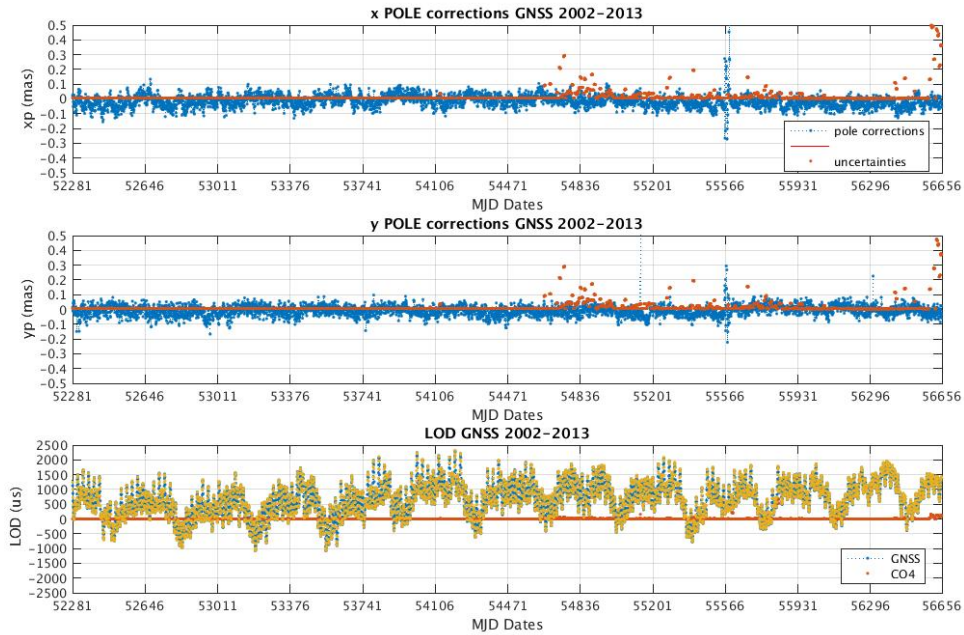 x POLE corrections GNSS 2002-2013
0.5
0.4
0.3
0.2
0.1
0
-0.1
-0.2
-0.3
-0.4
-0.5
xp (mas)
pole corrections
uncertainties
52281 52646 53011 53376 53741 54106 54471 54836 55201 55566 55931 56296 56656
MJD Dates
y POLE corrections GNSS 2002-2013
0.5
0.4
0.3
0.2
0.1
0
-0.1
-0.2
-0.3
-0.4
-0.5
yp (mas)
52281 52646 53011 53376 53741 54106 54471 54836 55201 55566 55931 56296 56656
MJD Dates
LOD GNSS 2002-2013
2500
2000
1500
1000
500
0
-500
-1000
-1500
-2000
-2500
LOD (us)
GNSS
CO4
52281 52646 53011 53376 53741 54106 54471 54836 55201 55566 55931 56296 56656
MJD Dates